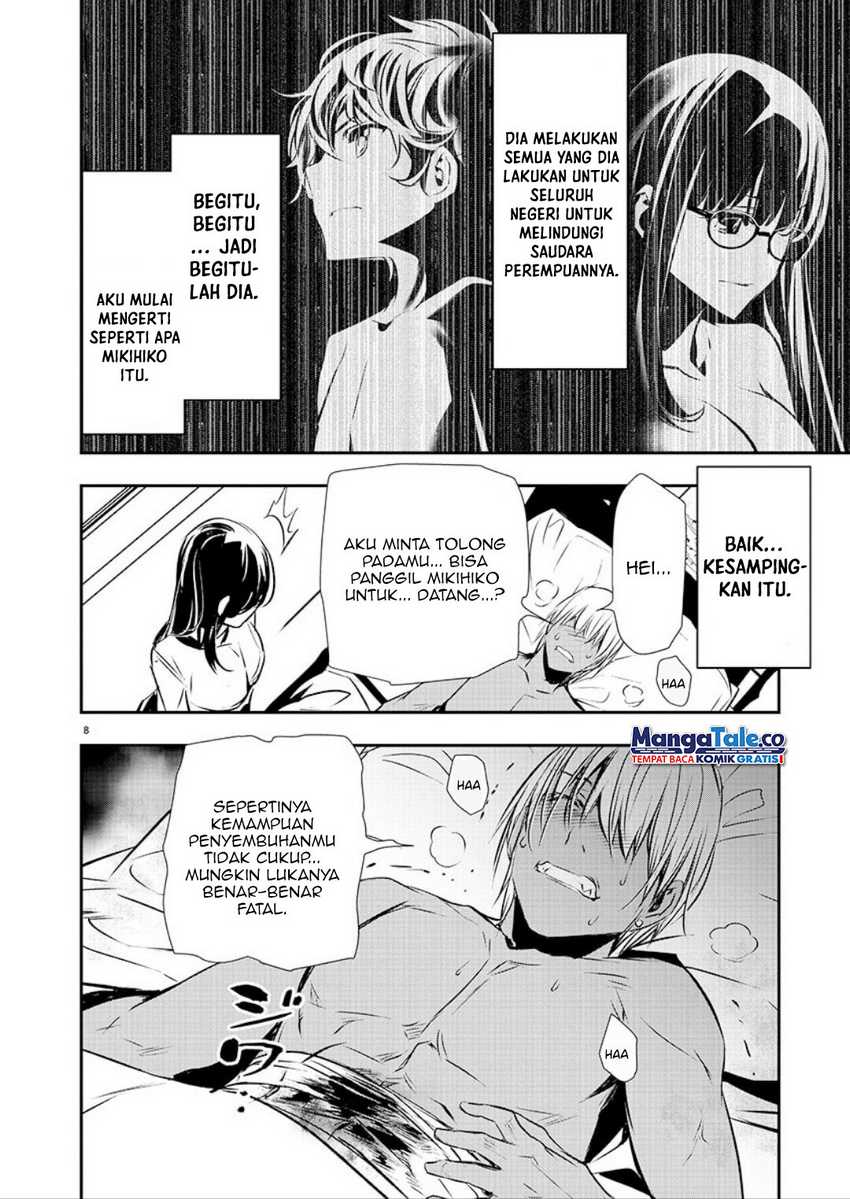 DIA MELAKUKAN
SEMUA YANG DIA
LAKUKAN UNTUK
SELURUH
NEGERI UNTUK
MELINDUNGI
SAUDARA
PEREMPUANNYA.
BEGITU,
BEGITU
... JADI
BEGITU-
LAH DIA.
AKU MULAI
MENGERTI
SEPERTI APA
MIKIHIKO
ITU.
BAIK...
KESAMPING-
KAN ITU.
HEI...
AKU MINTA TOLONG
PADAMU... BISA
PANGGIL MIKIHIKO
UNTUK... DATANG...?
HAA
8
MangaTale.co
TEMPAT BACA KOMIK GRATIS!
HAA
SEPERTINYA
KEMAMPUAN
PENYEMBUHANMU
TIDAK CUKUP...
MUNGKIN LUKANYA
BENAR-BENAR
FATAL.
ジワ
HAA